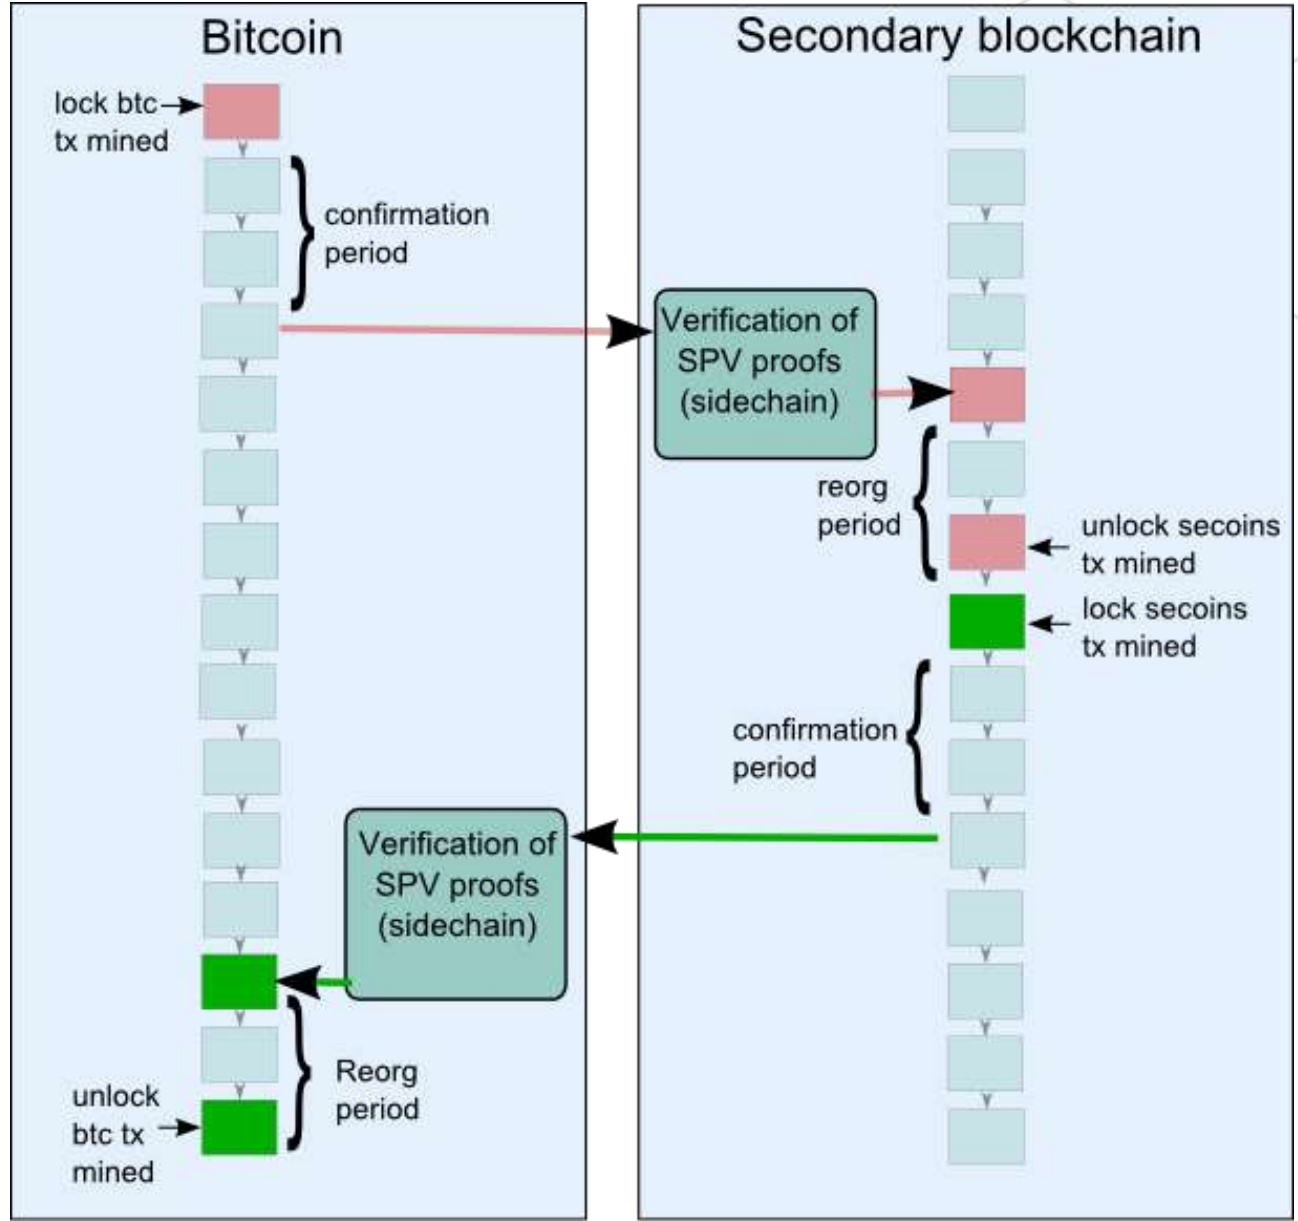 Bitcoin
lock btc
tx mined
confirmation
period
Verification of
SPV proofs
(sidechain)
Reorg
period
unlock
btc tx
mined
Secondary blockchain
Verification of
SPV proofs
(sidechain)
reorg
period
unlock secoins
tx mined
lock secoins
tx mined
confirmation
period